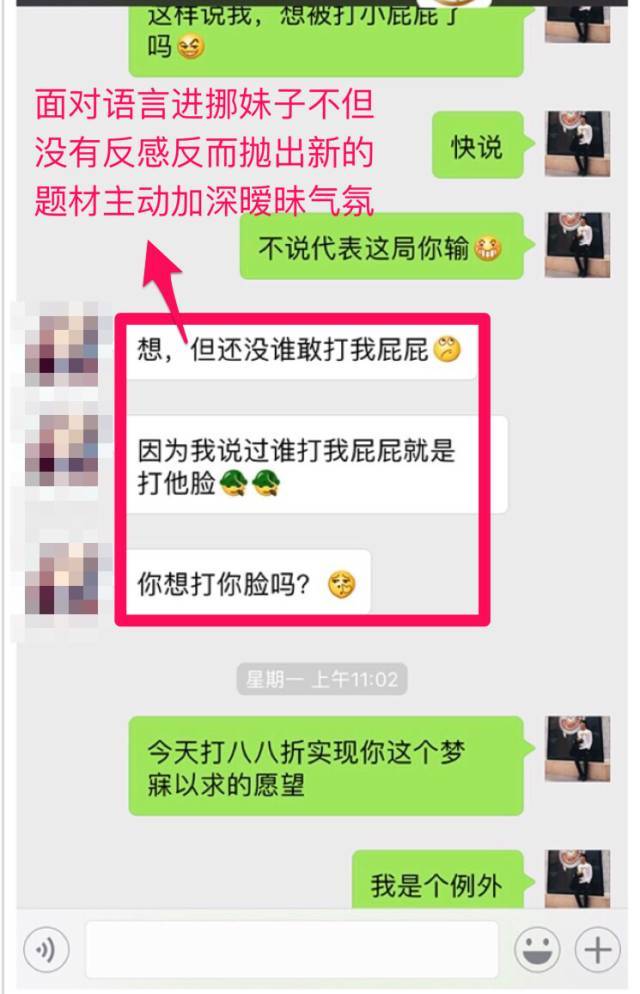 这样说我，想被打小屁屁了
吗
面对语言进挪妹子不但
没有反感反而抛出新的
题材主动加深暧昧气氛
快说
不说代表这局你输
想，但还没谁敢打我屁屁
因为我说过谁打我屁屁就是
打他脸
你想打你脸吗？
星期一 上午11:02
今天打八八折实现你这个梦
寐以求的愿望
我是个例外